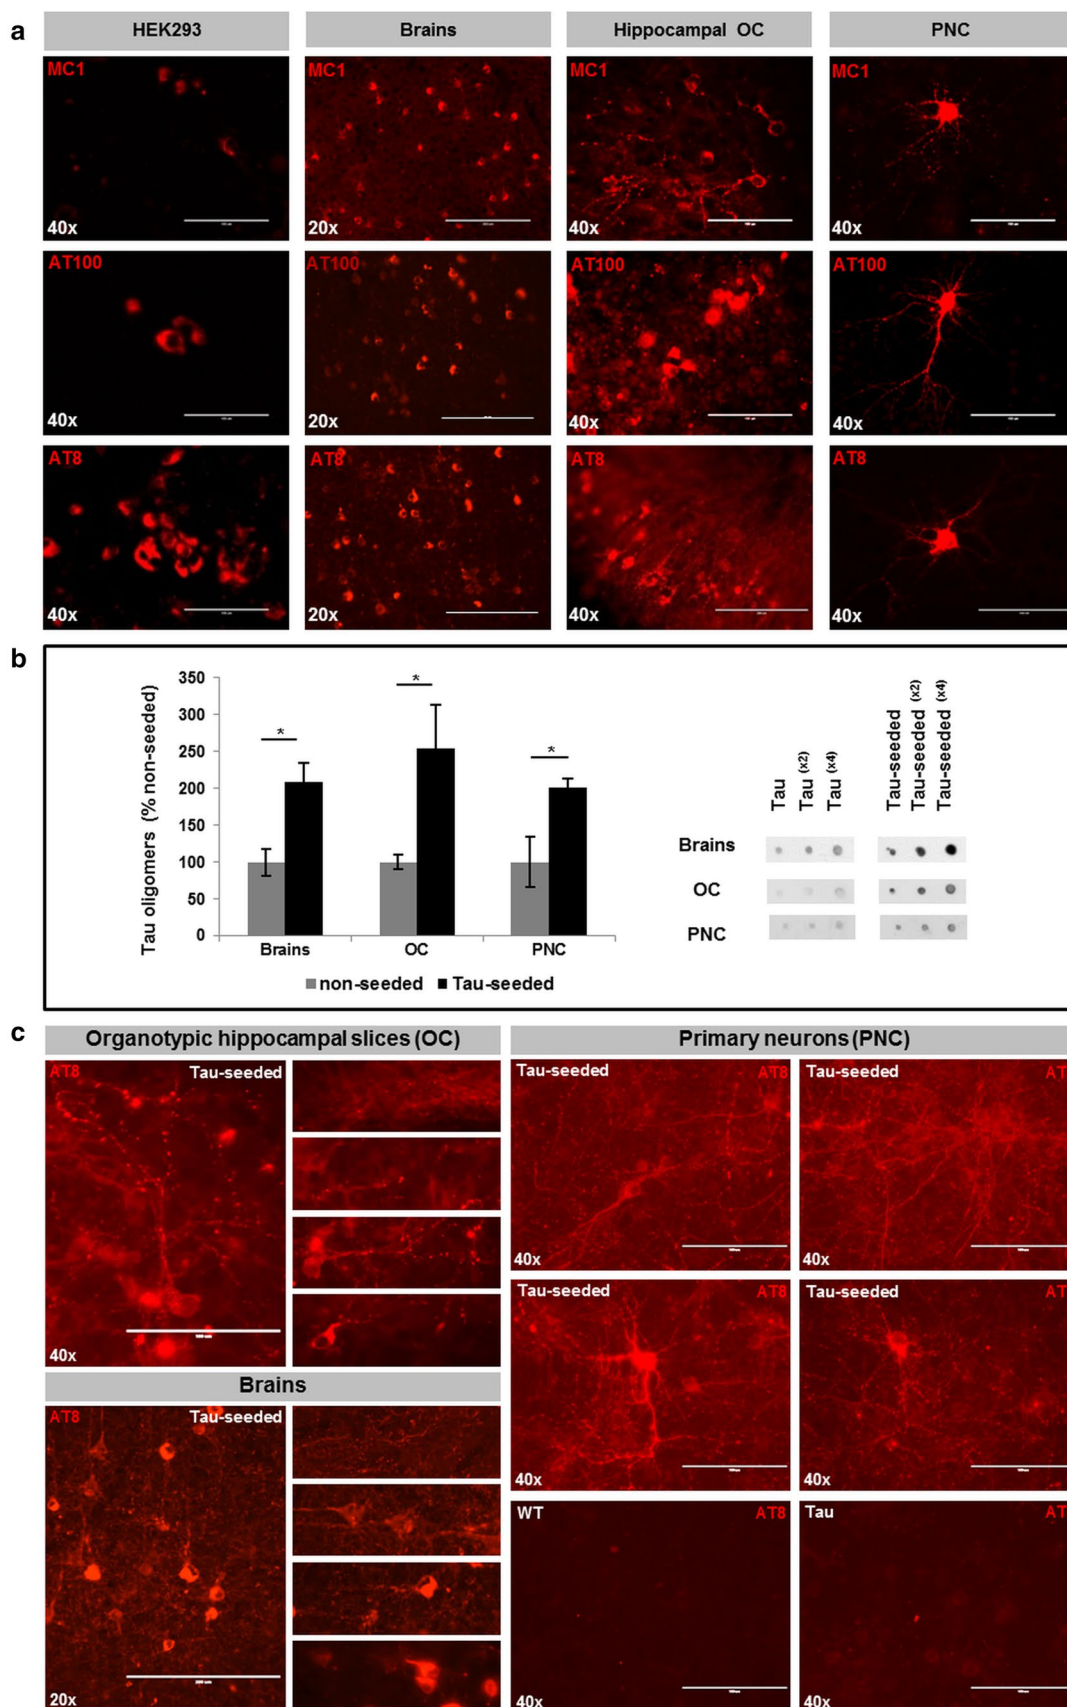 a
HEK293 Brains Hippocampal OC PNC
MC1 MC1 MC1 MC1
40x 20x 40x 40x
AT100 AT100 AT100 AT100
40x 20x 40x 40x
AT8 AT8 AT8 AT8
40x 20x 40x 40x
b
Tau oligomers (% non-seeded)
350
300
250
200
150
100
50
0
* * *
Brains OC PNC
non-seeded Tau-seeded
Tau
Tau (x2)
Tau (x4)
Tau-seeded
Tau-seeded (x2)
Tau-seeded (x4)
Brains
OC
PNC
c
Organotypic hippocampal slices (OC)
AT8 Tau-seeded
40x
Brains
AT8 Tau-seeded
20x
Primary neurons (PNC)
Tau-seeded AT8
40x
Tau-seeded AT
40x
Tau-seeded AT8
40x
Tau-seeded AT
40x
WT AT8
40x
Tau AT
40x